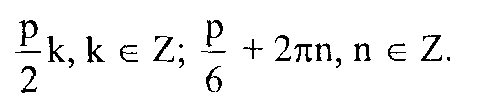 p/2 k, k ∈ Z; p/6 + 2πn, n ∈ Z.